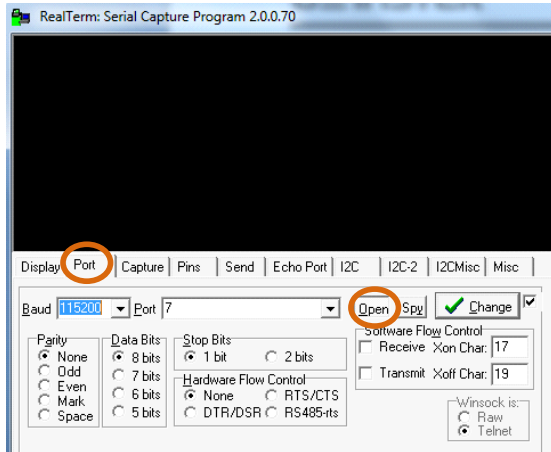 RealTerm: Serial Capture Program 2.0.0.70
Display Port Capture Pins Send Echo Port I2C I2C-2 I2CMisc Misc
Baud 115200 Port 7 Open Spy Change
Parity
None
Odd
Even
Mark
Space
Data Bits
8 bits
7 bits
6 bits
5 bits
Stop Bits
1 bit 2 bits
Hardware Flow Control
None RTS/CTS
DTR/DSR RS485-rts
Software Flow Control
Receive Xon Char: 17
Transmit Xoff Char: 19
Winsock is:
Raw
Telnet